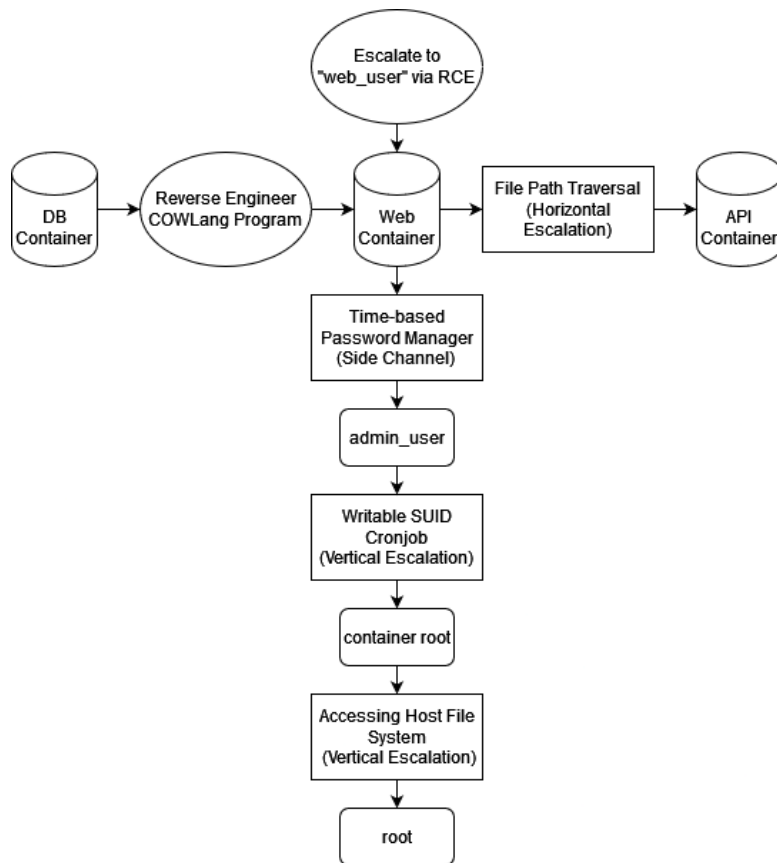 Escalate to
"web_user" via RCE
DB
Container
Reverse Engineer
COWLang Program
Web
Container
File Path Traversal
(Horizontal
Escalation)
API
Container
Time-based
Password Manager
(Side Channel)
admin_user
Writable SUID
Cronjob
(Vertical Escalation)
container root
Accessing Host File
System
(Vertical Escalation)
root